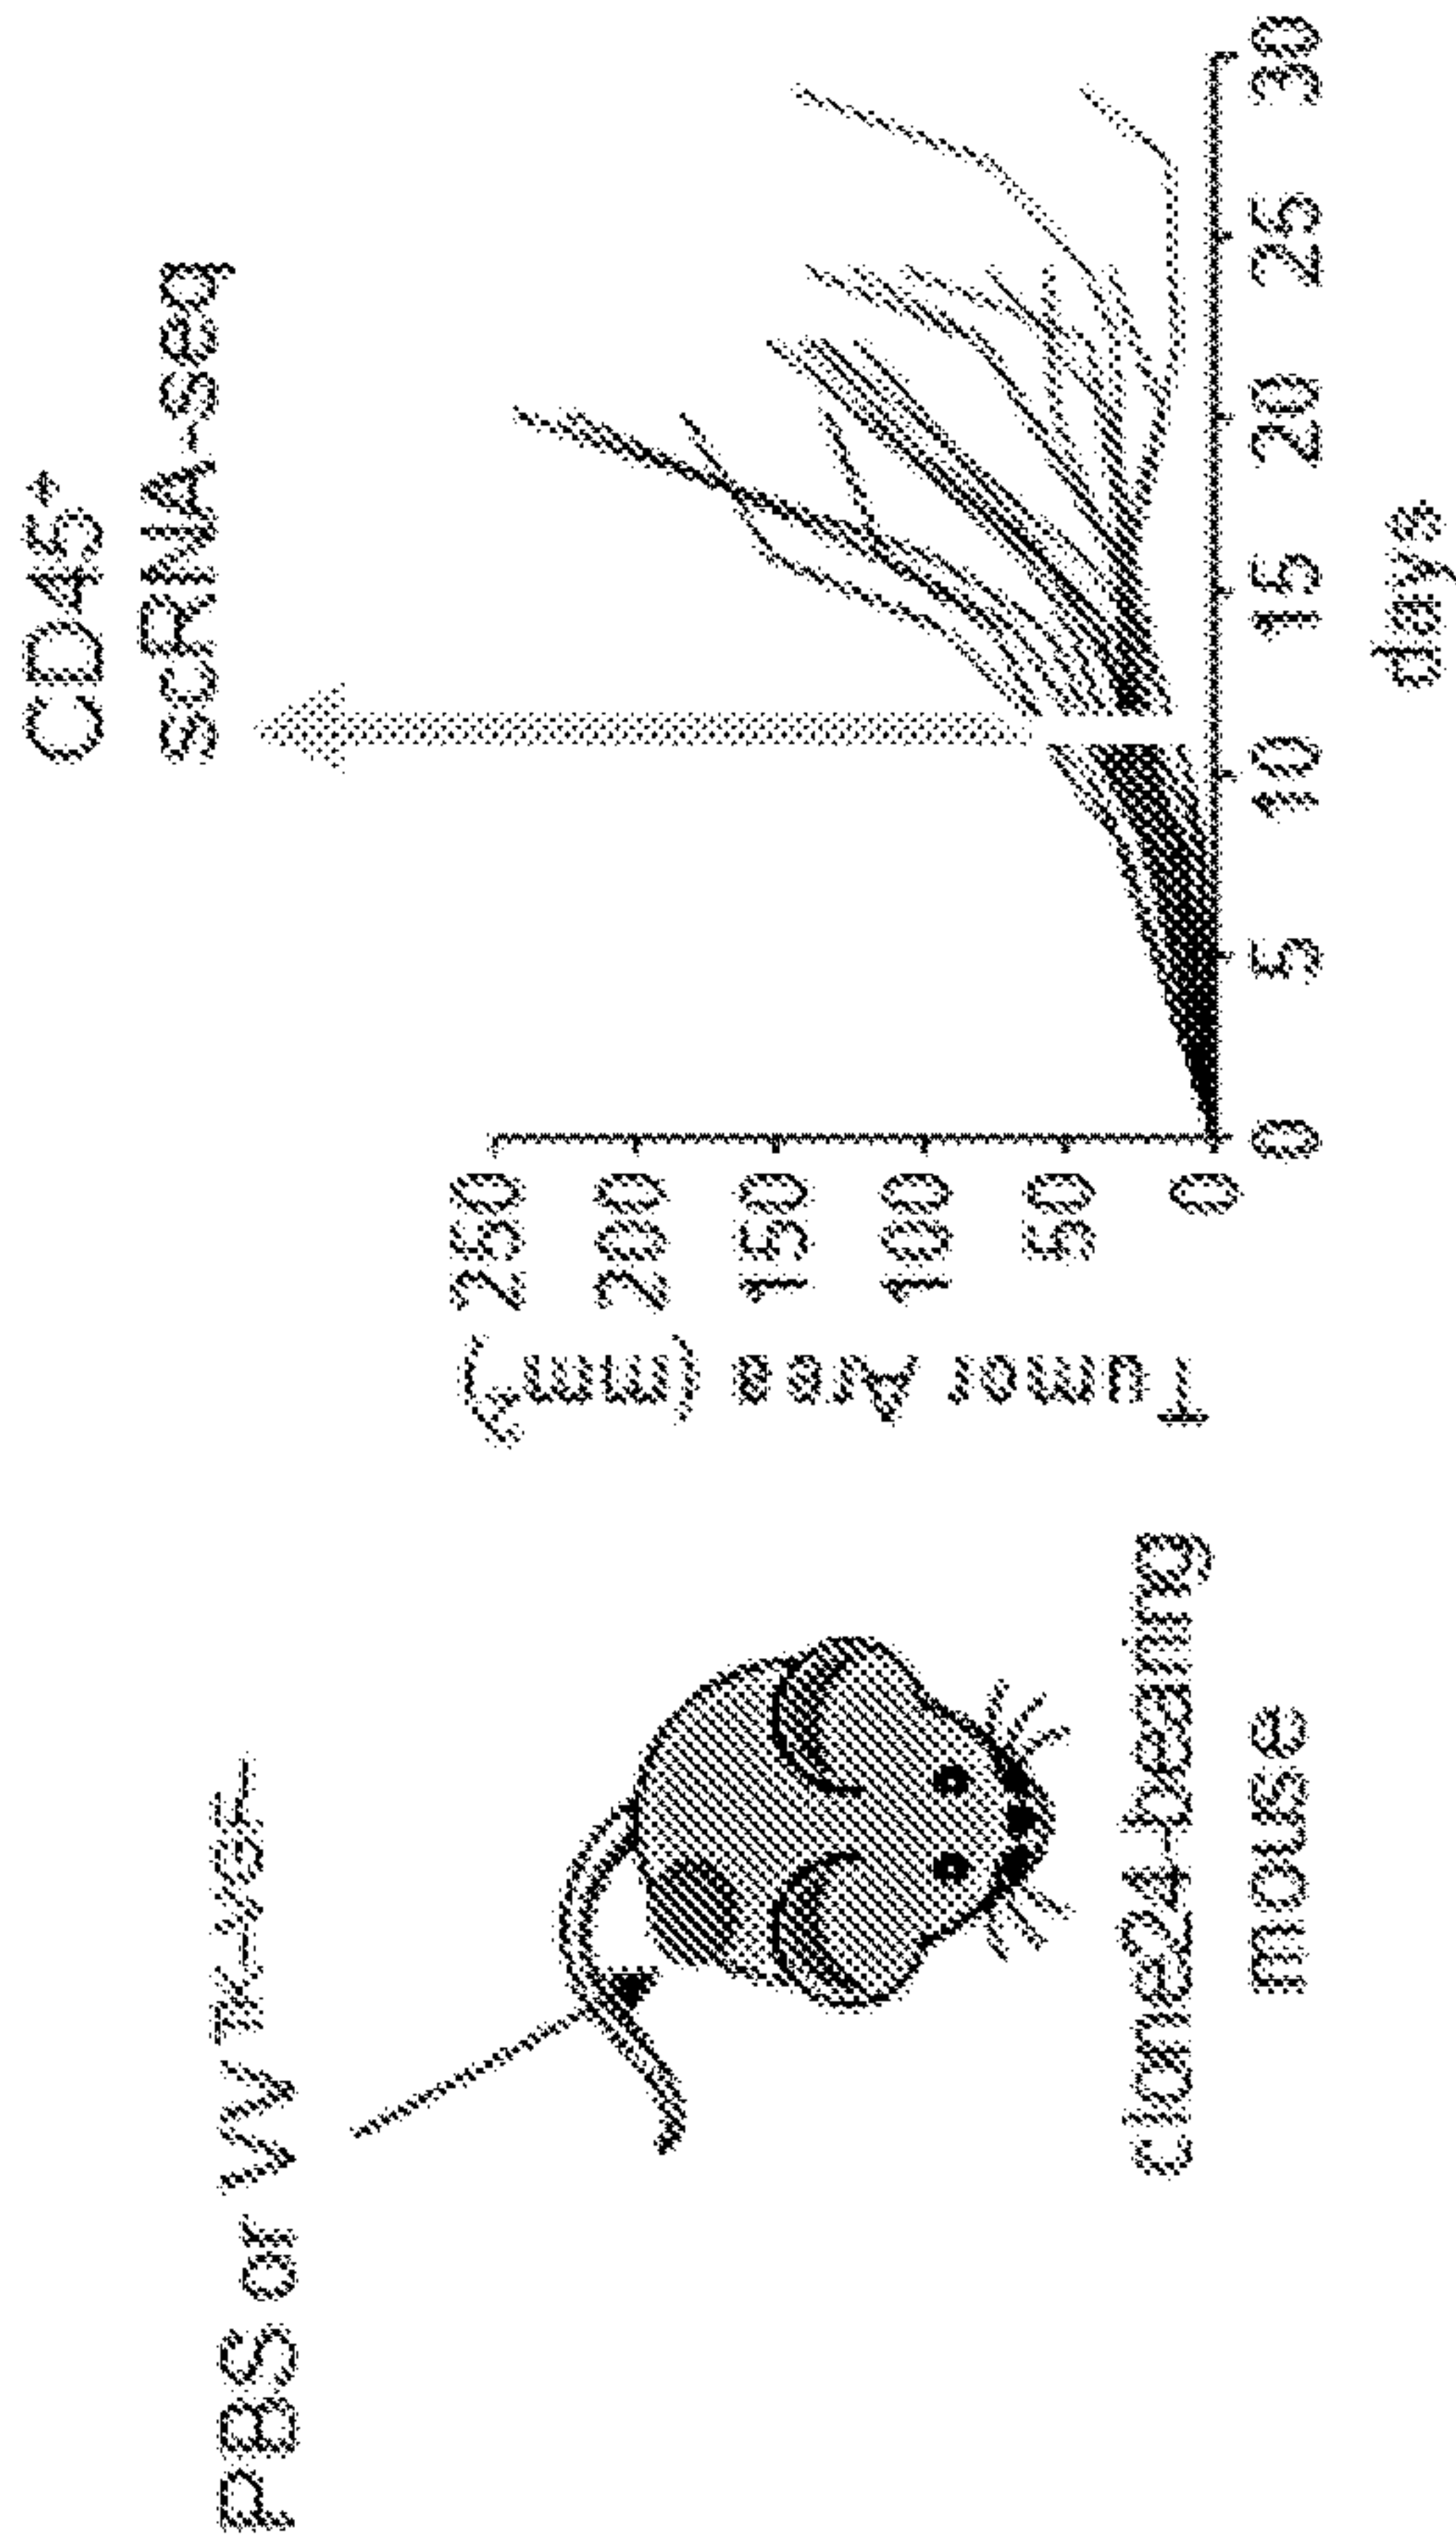 PBS or VV TK-VGF-
clone24-bearing
mouse
CD45+
scRNA-seq
Tumor Area (mm2)
250
200
150
100
50
0
0 5 10 15 20 25 30
days